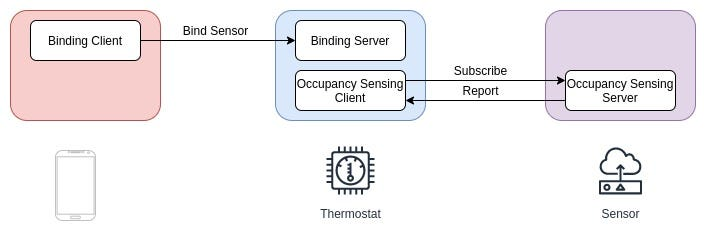 Binding Client
Bind Sensor
Binding Server
Occupancy Sensing
Client
Subscribe
Report
Occupancy Sensing
Server
Thermostat
Sensor